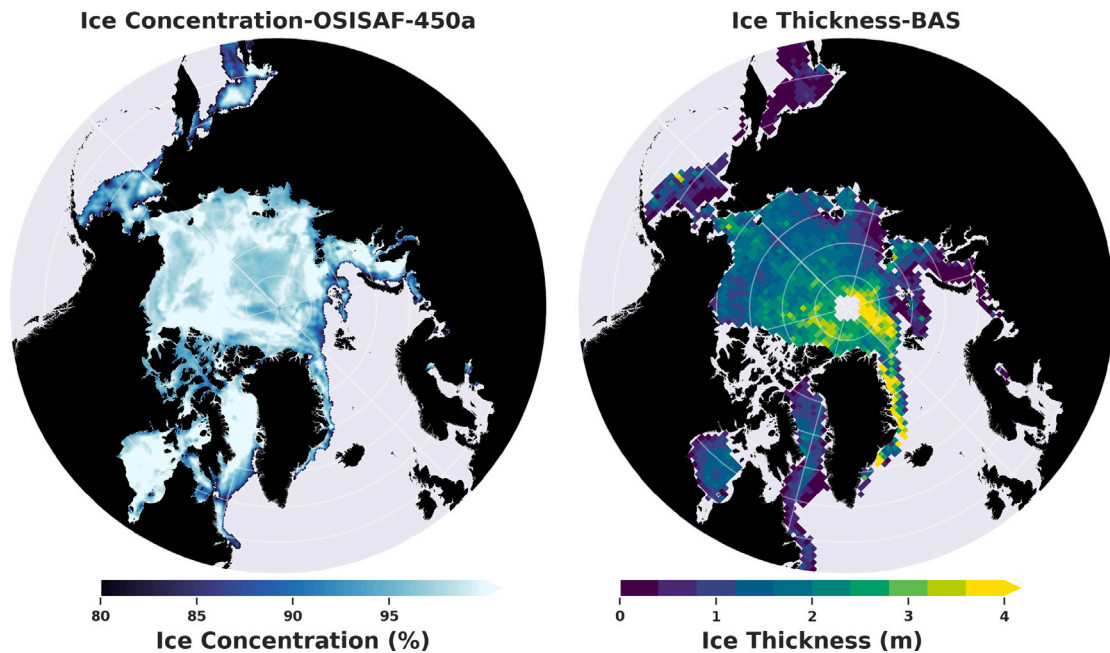 Ice Concentration-OSISAF-450a
Ice Thickness-BAS
80 85 90 95
Ice Concentration (%)
0 1 2 3 4
Ice Thickness (m)